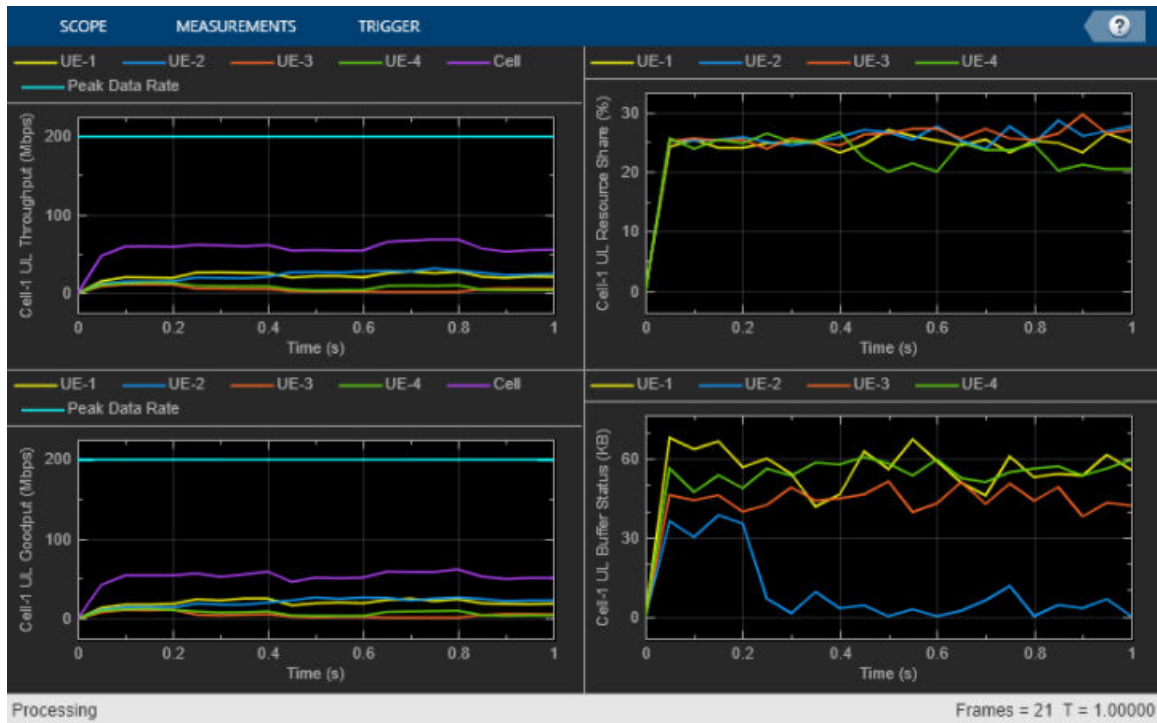 SCOPE MEASUREMENTS TRIGGER ?
UE-1 UE-2 UE-3 UE-4 Cell
Peak Data Rate
Cell-1 UL Throughput (Mbps)
200
100
0
0 0.2 0.4 0.6 0.8 1
Time (s)
UE-1 UE-2 UE-3 UE-4
Cell-1 UL Resource Share (%)
30
20
10
0
0 0.2 0.4 0.6 0.8 1
Time (s)
UE-1 UE-2 UE-3 UE-4 Cell
Peak Data Rate
Cell-1 UL Goodput (Mbps)
200
100
0
0 0.2 0.4 0.6 0.8 1
Time (s)
UE-1 UE-2 UE-3 UE-4
Cell-1 UL Buffer Status (KB)
60
30
0
0 0.2 0.4 0.6 0.8 1
Time (s)
Processing Frames = 21 T = 1.00000